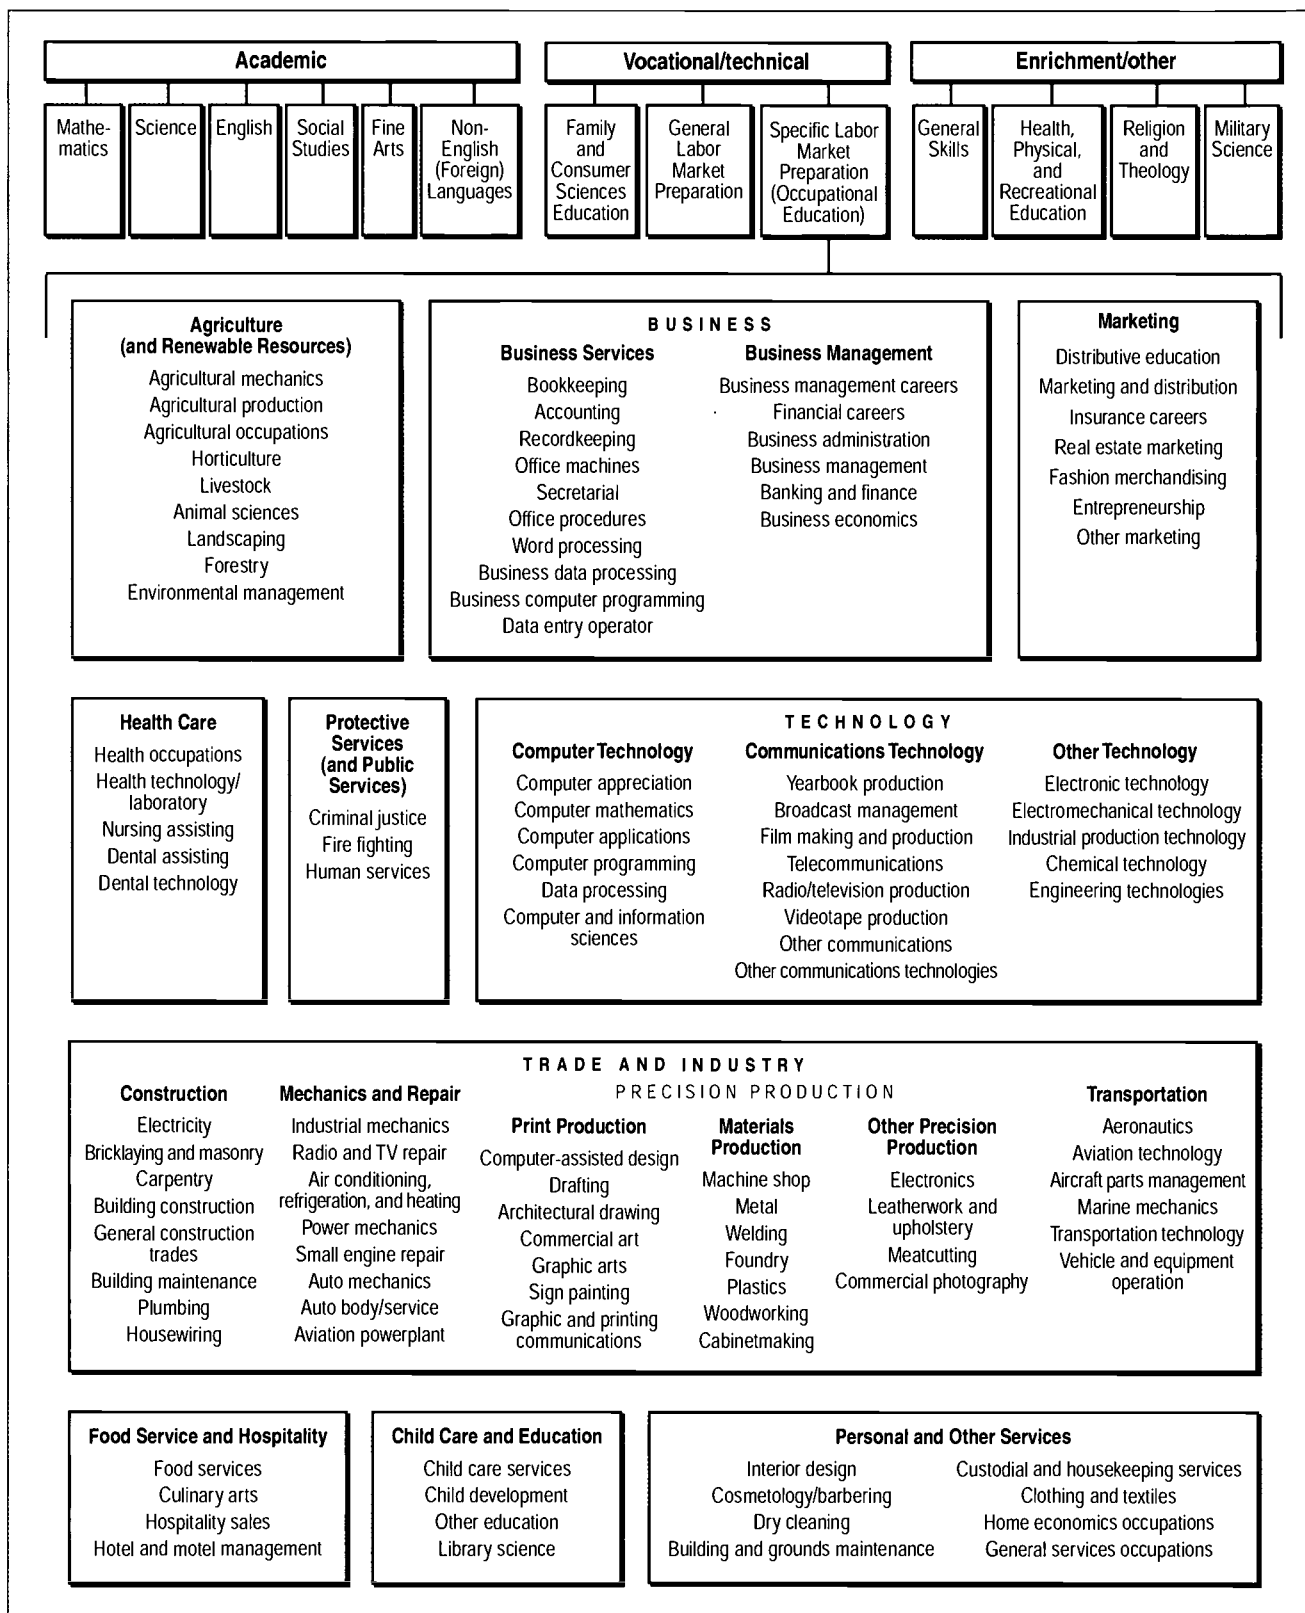 Academic
Mathe-
matics
Science
English
Social
Studies
Fine
Arts
Non-
English
(Foreign)
Languages
Vocational/technical
Family
and
Consumer
Sciences
Education
General
Labor
Market
Preparation
Specific Labor
Market
Preparation
(Occupational
Education)
Enrichment/other
General
Skills
Health,
Physical,
and
Recreational
Education
Religion
and
Theology
Military
Science
Agriculture
(and Renewable Resources)
Agricultural mechanics
Agricultural production
Agricultural occupations
Horticulture
Livestock
Animal sciences
Landscaping
Forestry
Environmental management
BUSINESS
Business Services
Bookkeeping
Accounting
Recordkeeping
Office machines
Secretarial
Office procedures
Word processing
Business data processing
Business computer programming
Data entry operator
Business Management
Business management careers
Financial careers
Business administration
Business management
Banking and finance
Business economics
Marketing
Distributive education
Marketing and distribution
Insurance careers
Real estate marketing
Fashion merchandising
Entrepreneurship
Other marketing
Health Care
Health occupations
Health technology/
laboratory
Nursing assisting
Dental assisting
Dental technology
Protective
Services
(and Public
Services)
Criminal justice
Fire fighting
Human services
TECHNOLOGY
Computer Technology
Computer appreciation
Computer mathematics
Computer applications
Computer programming
Data processing
Computer and information
sciences
Communications Technology
Yearbook production
Broadcast management
Film making and production
Telecommunications
Radio/television production
Videotape production
Other communications
Other communications technologies
Other Technology
Electronic technology
Electromechanical technology
Industrial production technology
Chemical technology
Engineering technologies
TRADE AND INDUSTRY
Construction
Electricity
Bricklaying and masonry
Carpentry
Building construction
General construction
trades
Building maintenance
Plumbing
Housewiring
Mechanics and Repair
Industrial mechanics
Radio and TV repair
Air conditioning,
refrigeration, and heating
Power mechanics
Small engine repair
Auto mechanics
Auto body/service
Aviation powerplant
PRECISION PRODUCTION
Print Production
Computer-assisted design
Drafting
Architectural drawing
Commercial art
Graphic arts
Sign painting
Graphic and printing
communications
Materials
Production
Machine shop
Metal
Welding
Foundry
Plastics
Woodworking
Cabinetmaking
Other Precision
Production
Electronics
Leatherwork and
upholstery
Meatcutting
Commercial photography
Transportation
Aeronautics
Aviation technology
Aircraft parts management
Marine mechanics
Transportation technology
Vehicle and equipment
operation
Food Service and Hospitality
Food services
Culinary arts
Hospitality sales
Hotel and motel management
Child Care and Education
Child care services
Child development
Other education
Library science
Personal and Other Services
Interior design
Cosmetology/barbering
Dry cleaning
Building and grounds maintenance
Custodial and housekeeping services
Clothing and textiles
Home economics occupations
General services occupations